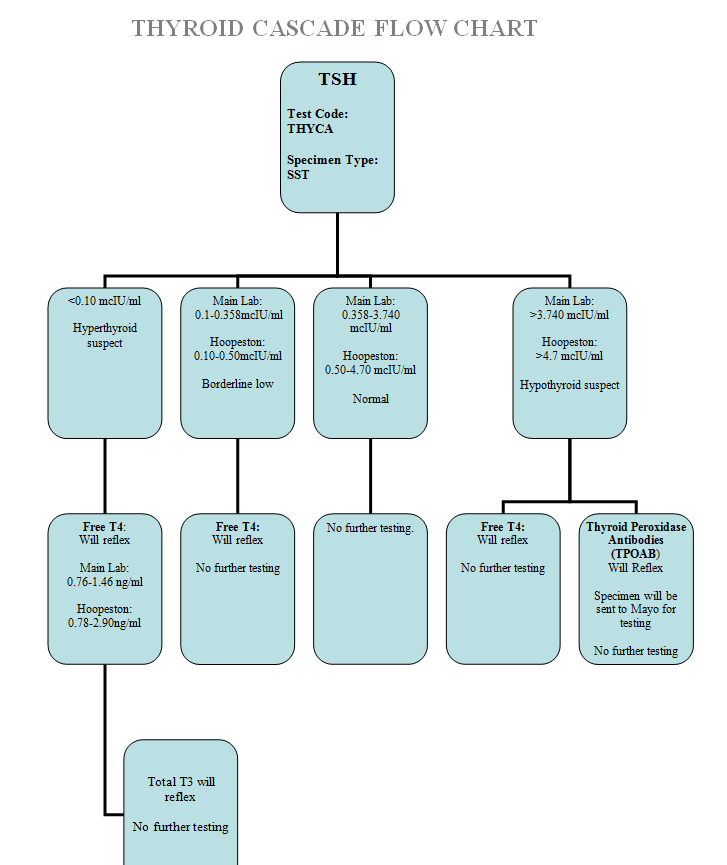 THYROID CASCADE FLOW CHART
TSH
Test Code:
THYCA
Specimen Type:
SST
<0.10 mcIU/ml
Hyperthyroid
suspect
Main Lab:
0.1-0.358mcIU/ml
Hoopeston:
0.10-0.50mcIU/ml
Borderline low
Main Lab:
0.358-3.740
mcIU/ml
Hoopeston:
0.50-4.70 mcIU/ml
Normal
Main Lab:
>3.740 mcIU/ml
Hoopeston:
>4.7 mcIU/ml
Hypothyroid suspect
Free T4:
Will reflex
Main Lab:
0.76-1.46 ng/ml
Hoopeston:
0.78-2.90ng/ml
Free T4:
Will reflex
No further testing
No further testing.
Free T4:
Will reflex
No further testing
Thyroid Peroxidase
Antibodies
(TPOAB)
Will Reflex
Specimen will be
sent to Mayo for
testing
No further testing
Total T3 will
reflex
No further testing